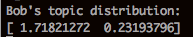 Bob's topic distribution:
[ 1.71821272  0.23193796]